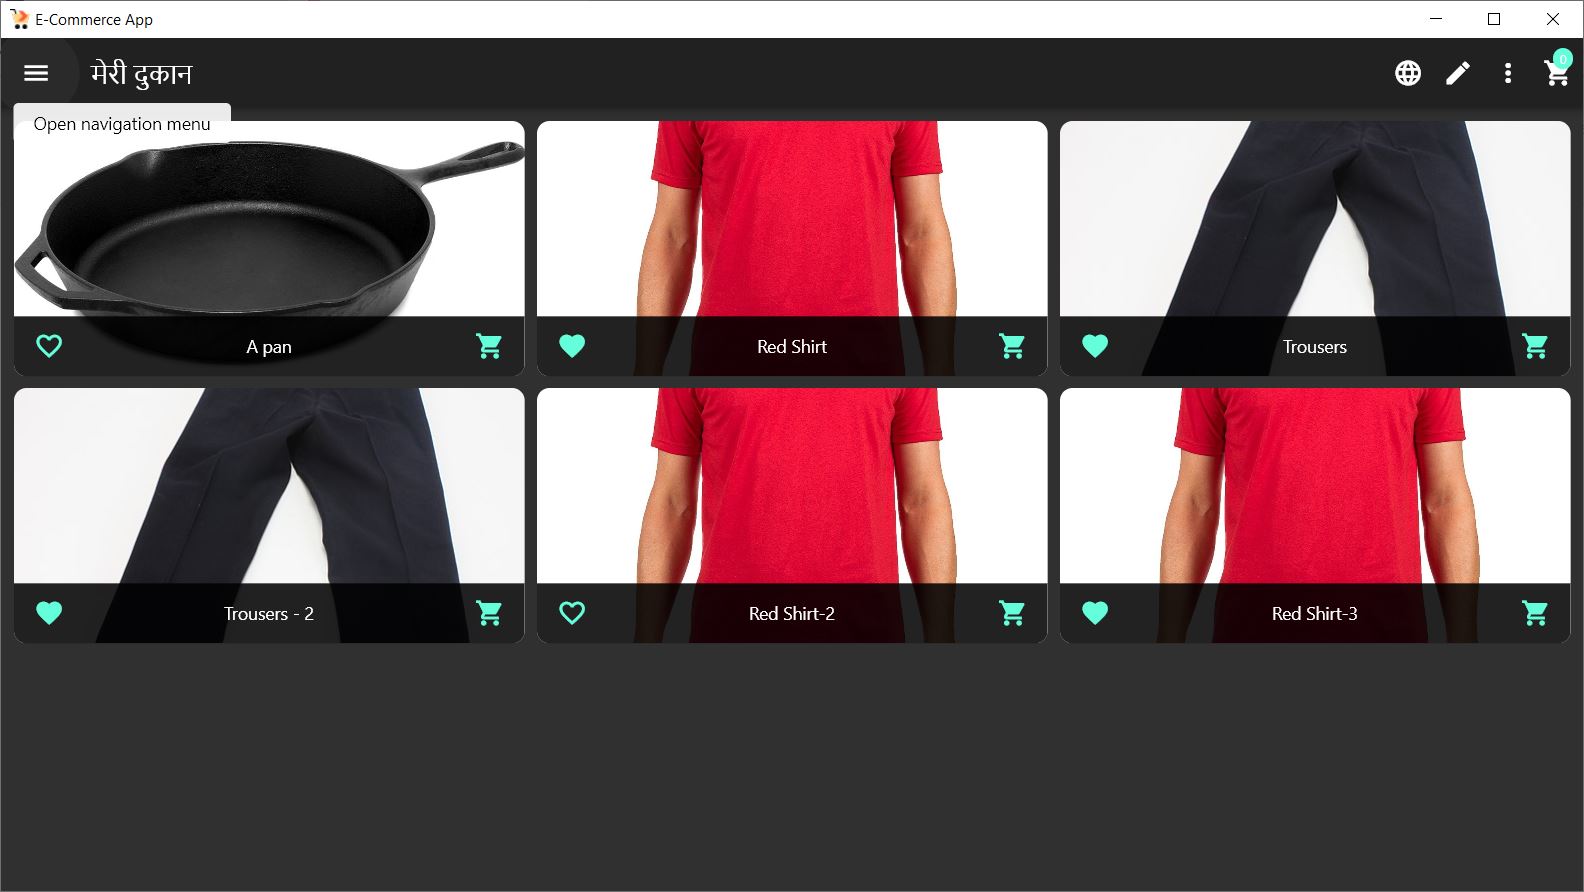 E-Commerce App
मेरी दुकान
0
Open navigation menu
A pan
Red Shirt
Trousers
Trousers - 2
Red Shirt-2
Red Shirt-3